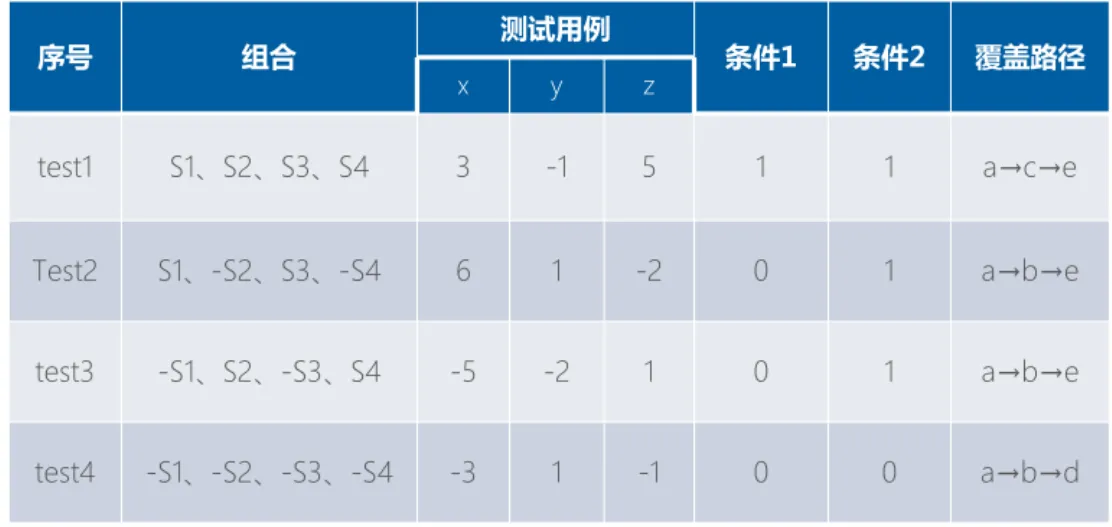 序号 组合 测试用例 条件1 条件2 覆盖路径
x y z
test1 S1、S2、S3、S4 3 -1 5 1 1 a→c→e
Test2 S1、-S2、S3、-S4 6 1 -2 0 1 a→b→e
test3 -S1、S2、-S3、S4 -5 -2 1 0 1 a→b→e
test4 -S1、-S2、-S3、-S4 -3 1 -1 0 0 a→b→d